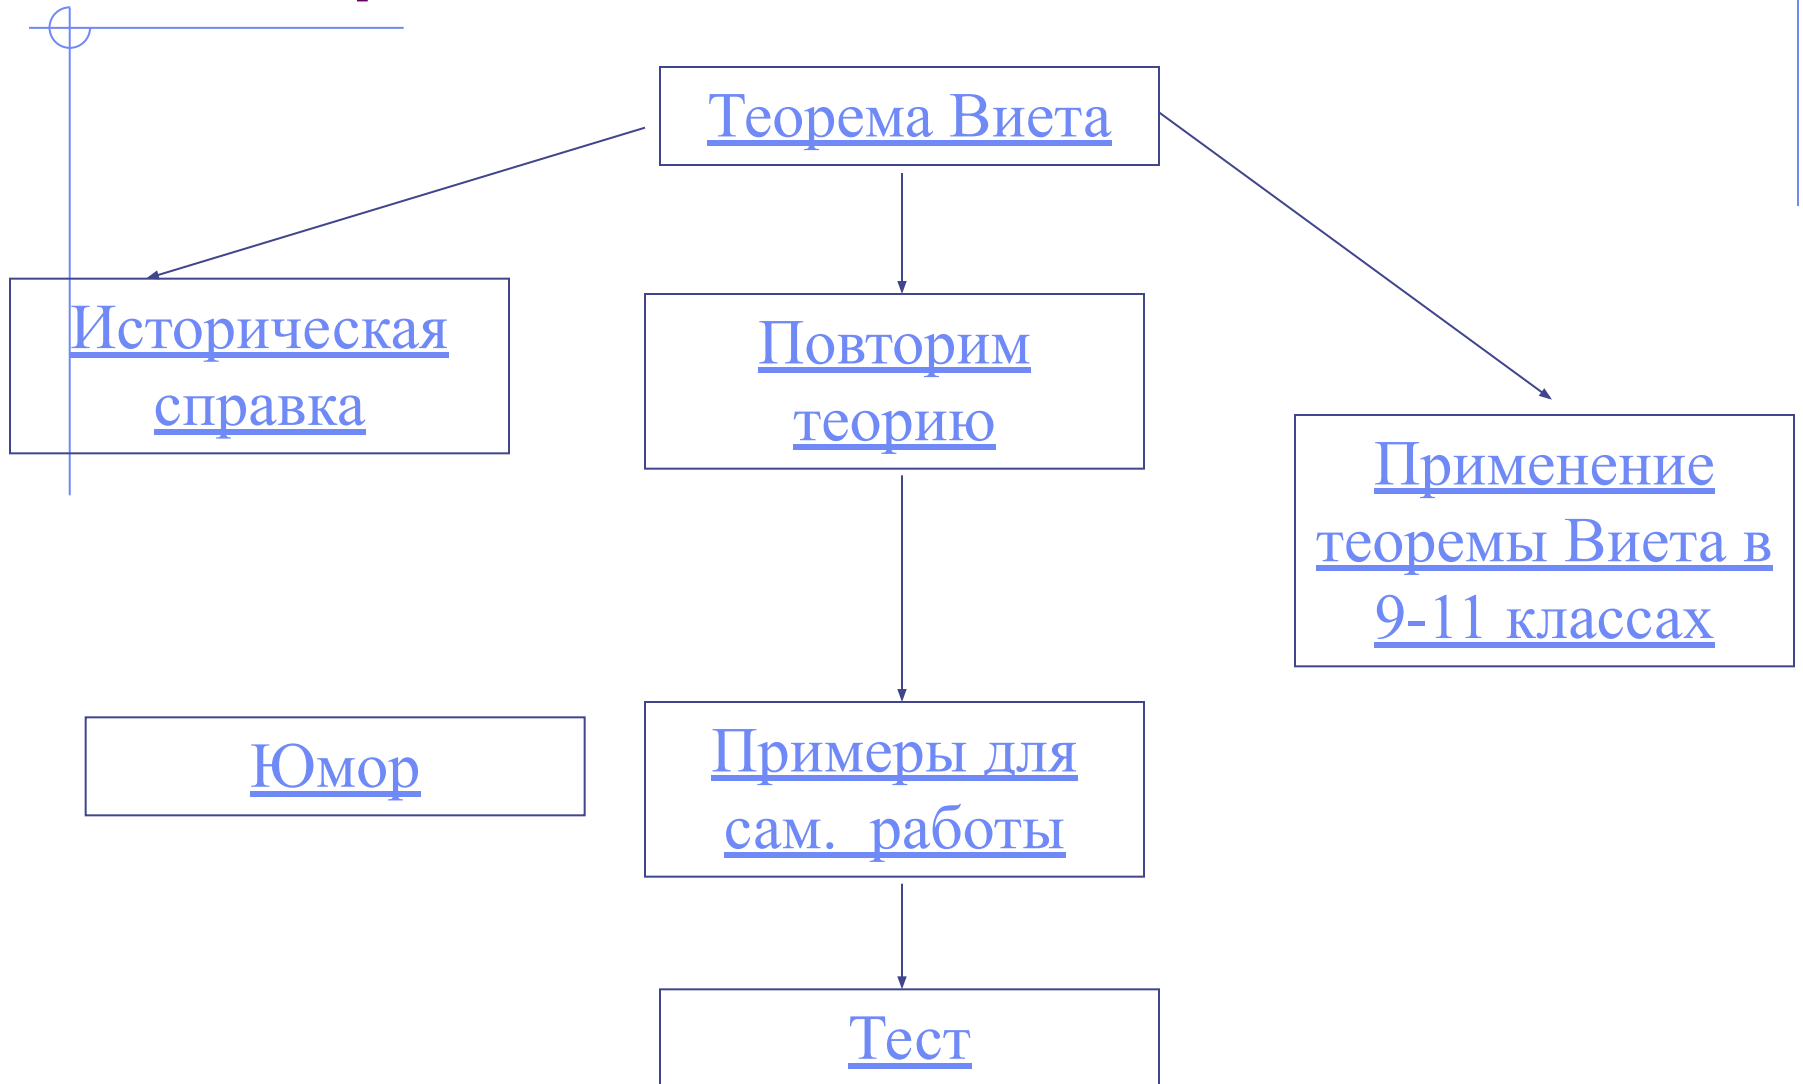 Теорема Виета
Историческая
справка
Повторим
теорию
Применение
теоремы Виета в
9-11 классах
Юмор
Примеры для
сам. работы
Тест